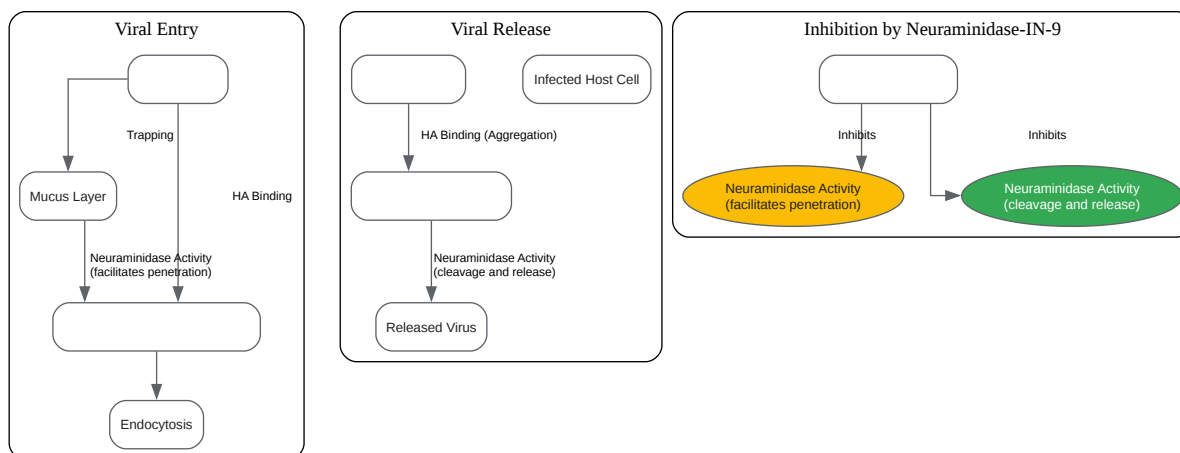 Viral Entry
Trapping
Mucus Layer
HA Binding
Neuraminidase Activity
(facilitates penetration)
Endocytosis
Viral Release
Infected Host Cell
HA Binding (Aggregation)
Neuraminidase Activity
(cleavage and release)
Released Virus
Inhibition by Neuraminidase-IN-9
Inhibits
Inhibits
Neuraminidase Activity
(facilitates penetration)
Neuraminidase Activity
(cleavage and release)